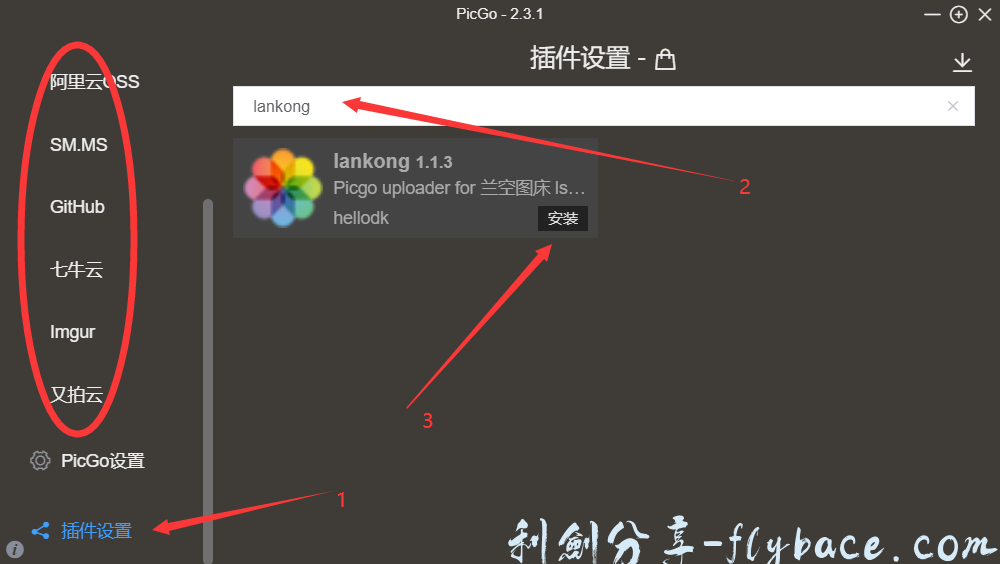 PicGo - 2.3.1
插件设置 -
阿里云OSS
SM.MS
GitHub
七牛云
Imgur
又拍云
PicGo设置
插件设置
lankong
lankong 1.1.3
Picgo uploader for 兰空图床 ls…
hellodk
安装
2
3
1
利劍分享-flybace.com